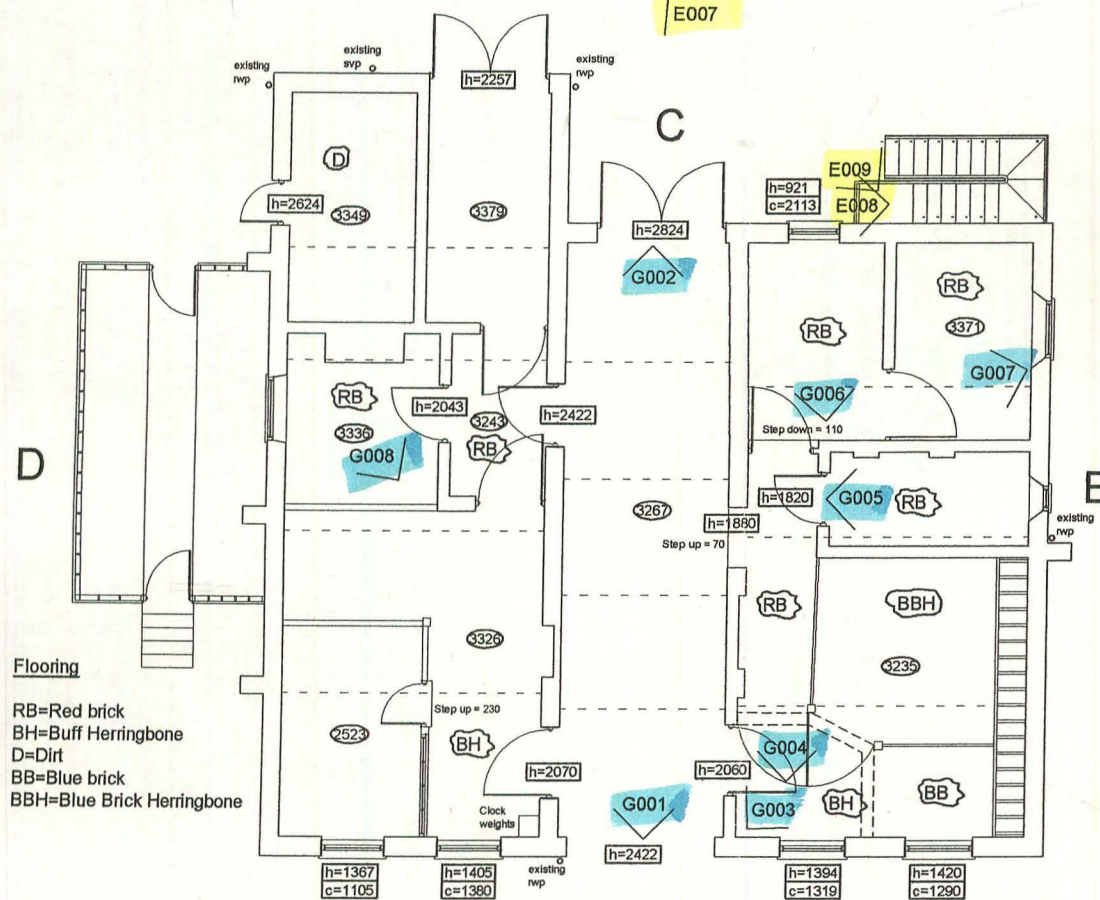 E007
existing
svp
existing
rwp
h=2257
existing
rwp
C
D
E009
h=921
c=2113
E008
h=2624
3349
3379
h=2824
G002
RB
RB
3371
G007
RB
h=2043
3243
h=2422
G006
3336
RB
Step down = 110
G008
D
h=1820
G005
RB
E
3267
h=1880
existing
rwp
Step up = 70
RB
BBH
3326
3235
Flooring
RB=Red brick
BH=Buff Herringbone
D=Dirt
BB=Blue brick
BBH=Blue Brick Herringbone
Step up = 230
2523
BH
G004
h=2070
h=2060
G001
G003
BH
BB
Clock
weights
h=2422
h=1367
c=1105
h=1405
c=1380
existing
rwp
h=1394
c=1319
h=1420
c=1290